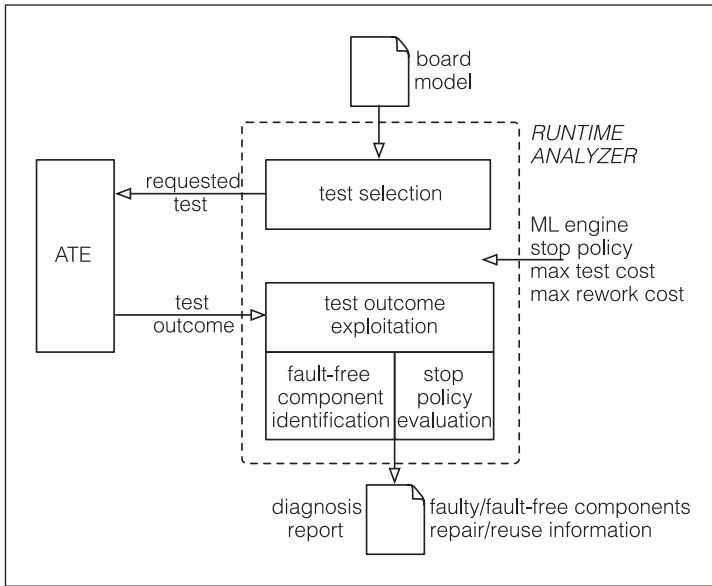 board
model
RUNTIME
ANALYZER
requested
test
test selection
ATE
ML engine
stop policy
max test cost
max rework cost
test
outcome
test outcome
exploitation
fault-free
component
identification
stop
policy
evaluation
diagnosis
report
faulty/fault-free components
repair/reuse information